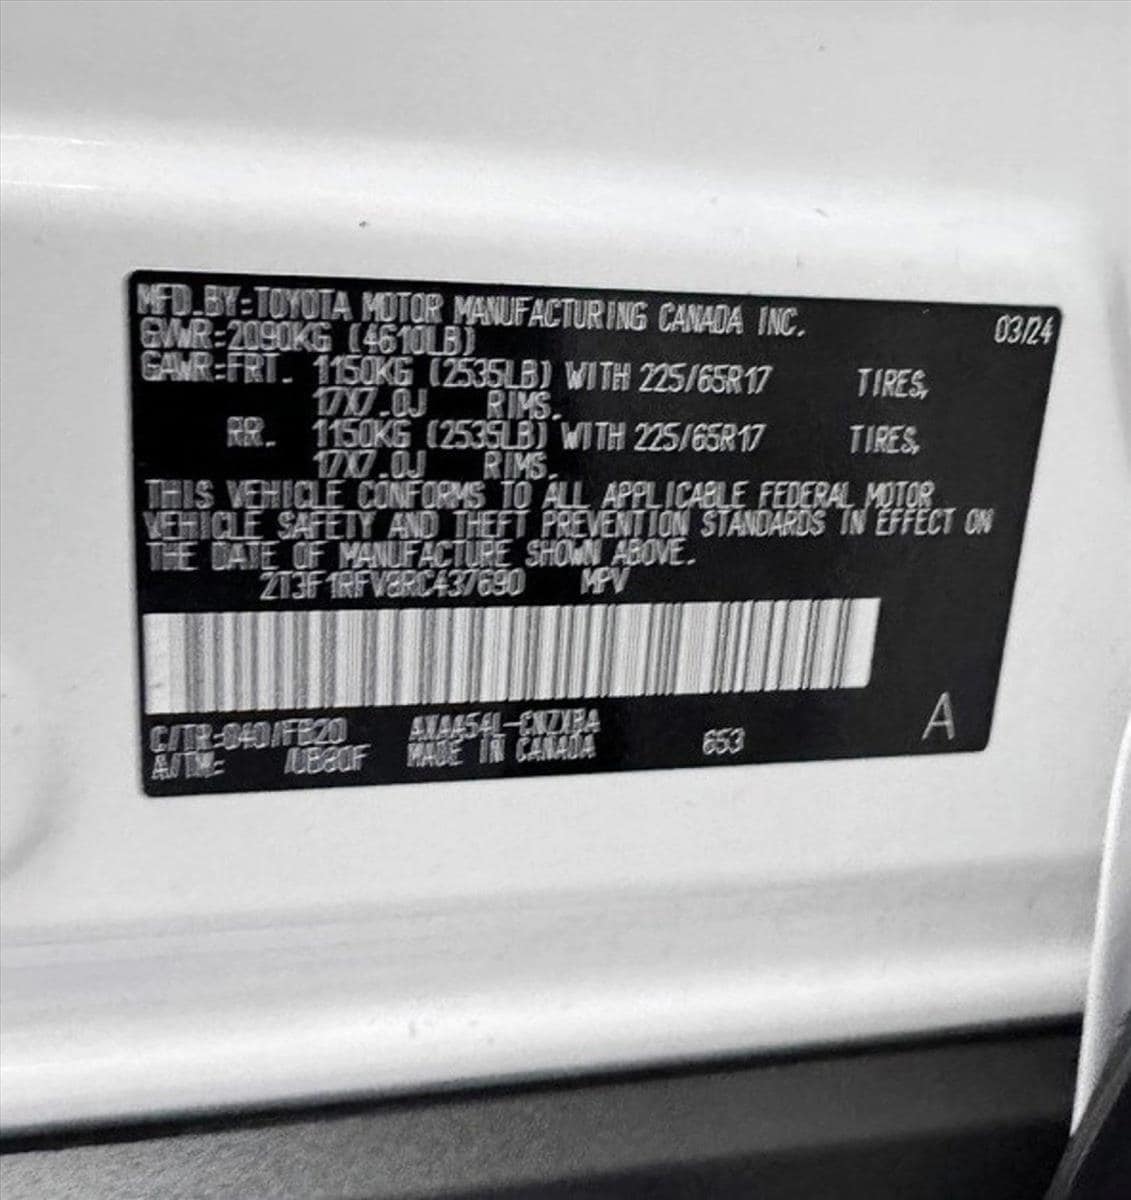 MFD.BY:TOYOTA MOTOR MANUFACTURING CANADA INC. 03/24
GVWR:2090KG (4610LB)
GAWR:FRT. 1150KG (2535LB) WITH 225/65R17 TIRES,
17X7.0J RIMS.
RR. 1150KG (2535LB) WITH 225/65R17 TIRES,
17X7.0J RIMS.
THIS VEHICLE CONFORMS TO ALL APPLICABLE FEDERAL MOTOR
VEHICLE SAFETY AND THEFT PREVENTION STANDARDS IN EFFECT ON
THE DATE OF MANUFACTURE SHOWN ABOVE.
2T3F1RFV8RC437690 MPV
C/TR:040/FB20
A/TM:
MADE IN CANADA 653 A